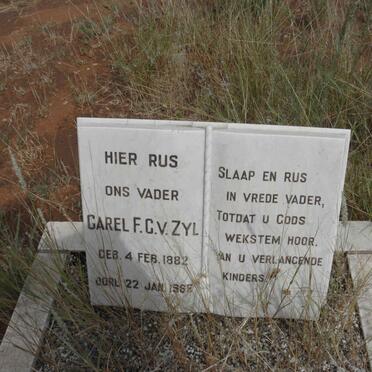 HIER RUS
ONS VADER
CAREL F.C.V. ZYL
GEB. 4 FEB. 1882
OORL 22 JAN.
SLAAP EN RUS
IN VREDE VADER,
TOTDAT U GODS
WEKSTEM HOOR.
VAN U VERLANGENDE
KINDERS